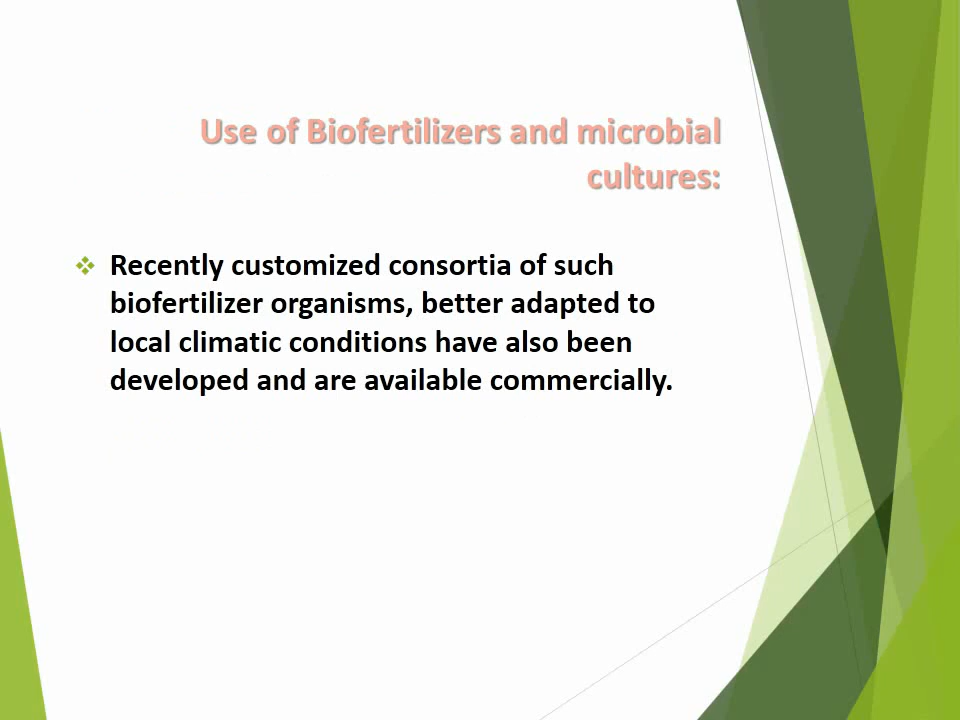 Use of Biofertilizers and microbial
cultures:
Recently customized consortia of such
biofertilizer organisms, better adapted to
local climatic conditions have also been
developed and are available commercially.